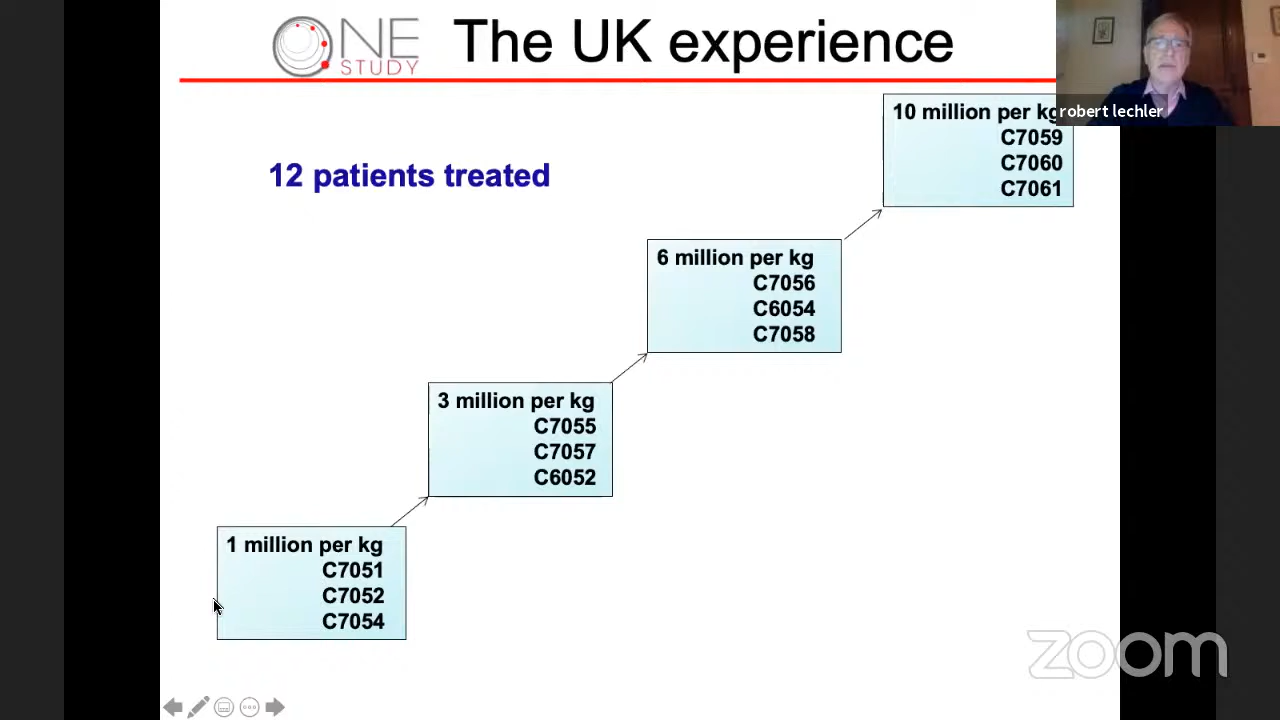 ONE
STUDY
The UK experience
12 patients treated
10 million per kg
C7059
C7060
C7061
robert lechler
6 million per kg
C7056
C6054
C7058
3 million per kg
C7055
C7057
C6052
1 million per kg
C7051
C7052
C7054
zoom